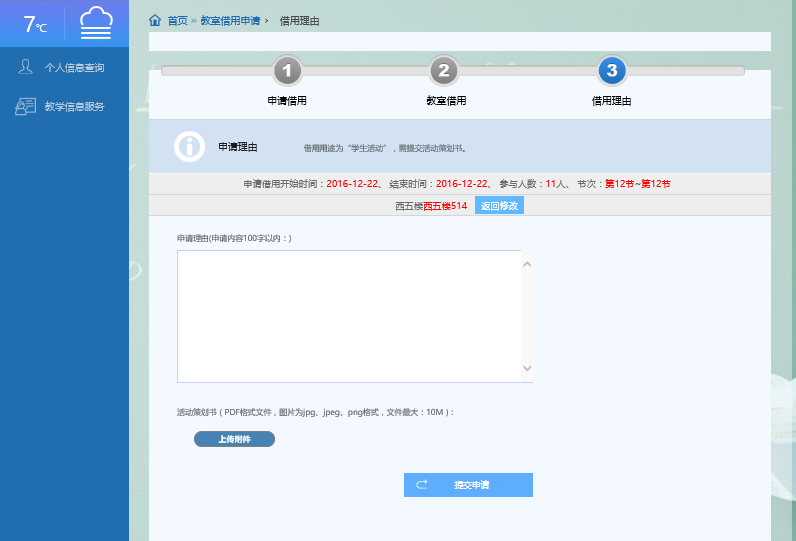 7℃
个人信息查询
教学信息服务
首页 » 教室借用申请 › 借用理由
1 2 3
申请借用 教室借用 借用理由
申请理由 借用用途为“学生活动”，需提交活动策划书。
申请借用开始时间：2016-12-22、 结束时间：2016-12-22、 参与人数：11人、 节次：第12节~第12节
西五楼西五楼514 返回修改
申请理由(申请内容100字以内：)
活动策划书（PDF格式文件，图片为jpg、jpeg、png格式，文件最大：10M）:
上传附件
提交申请